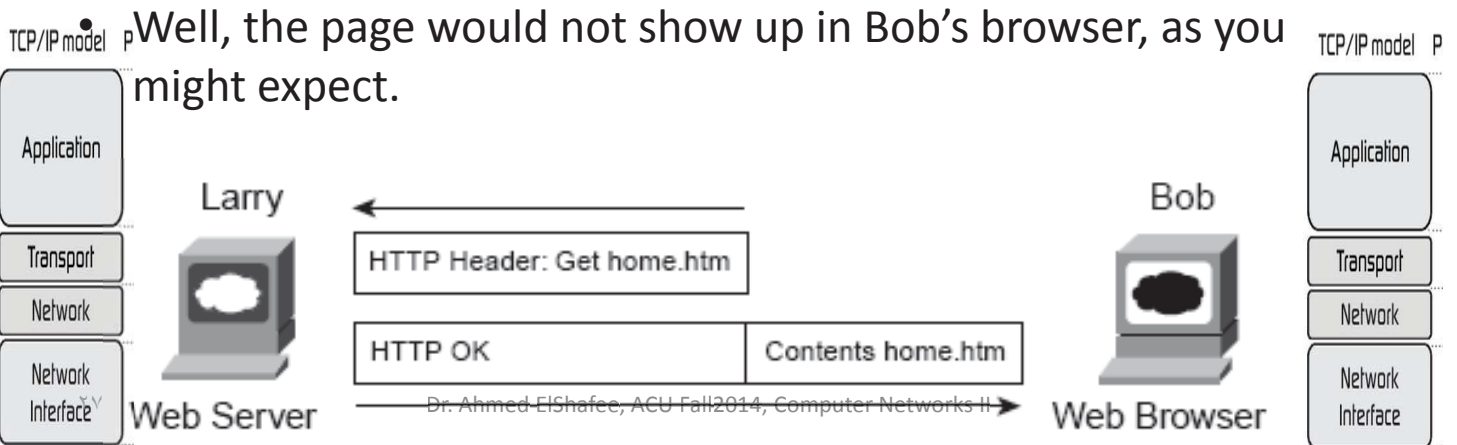 TCP/IP model P
• Well, the page would not show up in Bob’s browser, as you
might expect.
TCP/IP model P
Application
Transport
Network
Network
Interface
٢٧
Larry
HTTP Header: Get home.htm
HTTP OK
Contents home.htm
Web Server
Bob
Web Browser
Application
Transport
Network
Network
Interface
Dr. Ahmed ElShafee, ACU Fall2014, Computer Networks II